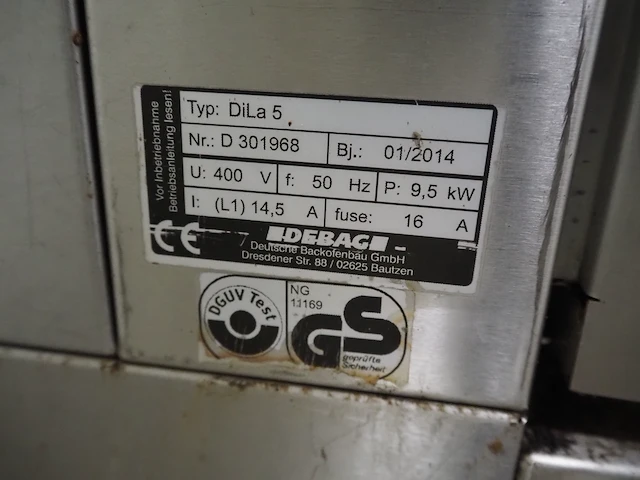 Vor Inbetriebnahme
Betriebsanleitung lesen!
Typ: DiLa 5
Nr.: D 301968 Bj.: 01/2014
U: 400 V f: 50 Hz P: 9,5 kW
I: (L1) 14,5 A fuse: 16 A
CE
DEBAG
Deutsche Backofenbau GmbH
Dresdener Str. 88 / 02625 Bautzen
DGUV Test
NG
11169
GS
geprüfte
Sicherheit